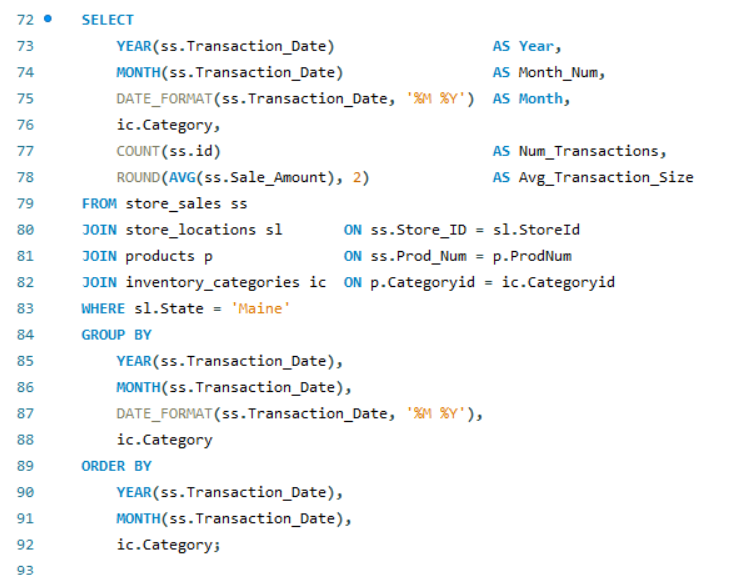 72 SELECT
73 YEAR(ss.Transaction_Date) AS Year,
74 MONTH(ss.Transaction_Date) AS Month_Num,
75 DATE_FORMAT(ss.Transaction_Date, '%M %Y') AS Month,
76 ic.Category,
77 COUNT(ss.id) AS Num_Transactions,
78 ROUND(AVG(ss.Sale_Amount), 2) AS Avg_Transaction_Size
79 FROM store_sales ss
80 JOIN store_locations sl ON ss.Store_ID = sl.StoreId
81 JOIN products p ON ss.Prod_Num = p.ProdNum
82 JOIN inventory_categories ic ON p.Categoryid = ic.Categoryid
83 WHERE sl.State = 'Maine'
84 GROUP BY
85 YEAR(ss.Transaction_Date),
86 MONTH(ss.Transaction_Date),
87 DATE_FORMAT(ss.Transaction_Date, '%M %Y'),
88 ic.Category
89 ORDER BY
90 YEAR(ss.Transaction_Date),
91 MONTH(ss.Transaction_Date),
92 ic.Category;
93